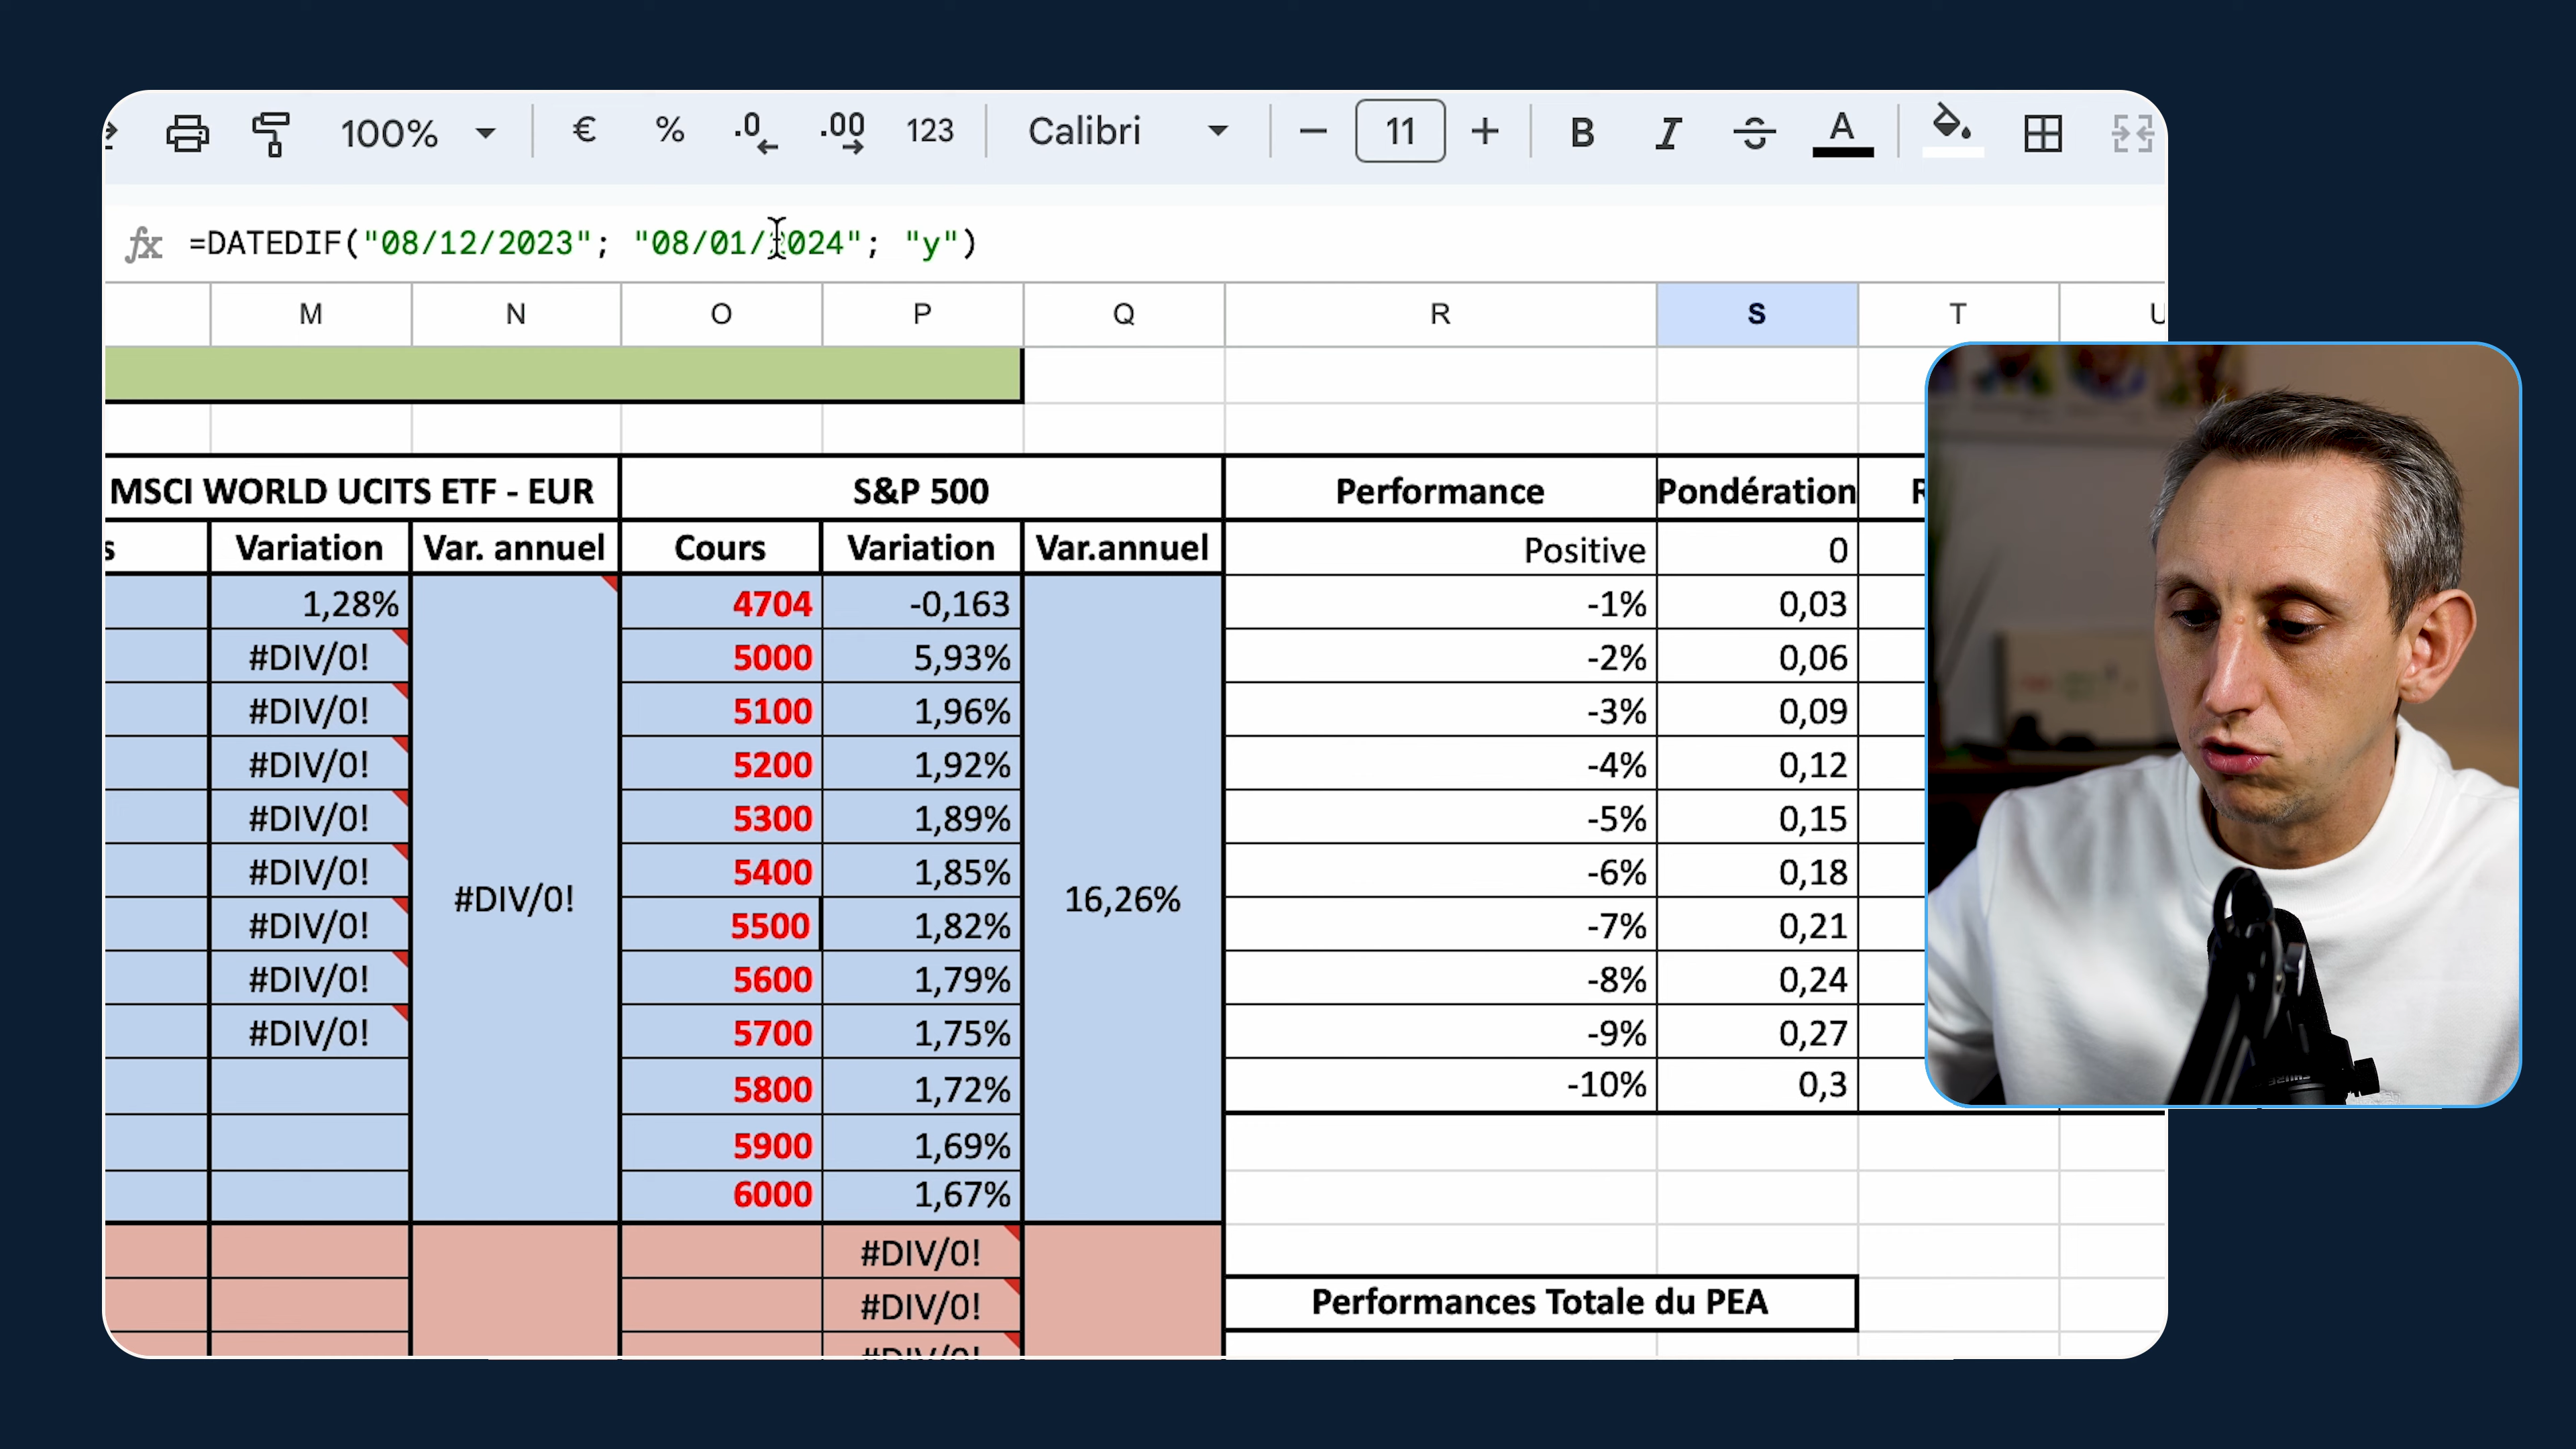 100% € % .0 .00 123 Calibri 11 B I S A
fx =DATEDIF("08/12/2023"; "08/01/2024"; "y")
M N O P Q R S T U
MSCI WORLD UCITS ETF - EUR S&P 500 Performance Pondération R
s Variation Var. annuel Cours Variation Var.annuel Positive 0
1,28% 4704 -0,163 -1% 0,03
#DIV/0! 5000 5,93% -2% 0,06
#DIV/0! 5100 1,96% -3% 0,09
#DIV/0! 5200 1,92% -4% 0,12
#DIV/0! 5300 1,89% -5% 0,15
#DIV/0! 5400 1,85% -6% 0,18
#DIV/0! #DIV/0! 5500 1,82% 16,26% -7% 0,21
#DIV/0! 5600 1,79% -8% 0,24
#DIV/0! 5700 1,75% -9% 0,27
5800 1,72% -10% 0,3
5900 1,69%
6000 1,67%
#DIV/0!
#DIV/0! Performances Totale du PEA
#DIV/0!